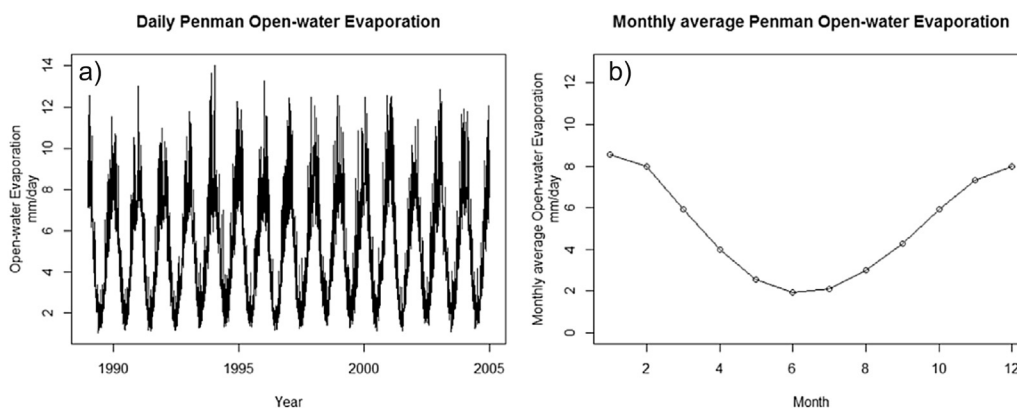 Daily Penman Open-water Evaporation
a)
Open-water Evaporation
mm/day
14
12
10
8
6
4
2
1990 1995 2000 2005
Year
Monthly average Penman Open-water Evaporation
b)
Monthly average Open-water Evaporation
mm/day
12
10
8
6
4
2
0
2 4 6 8 10 12
Month